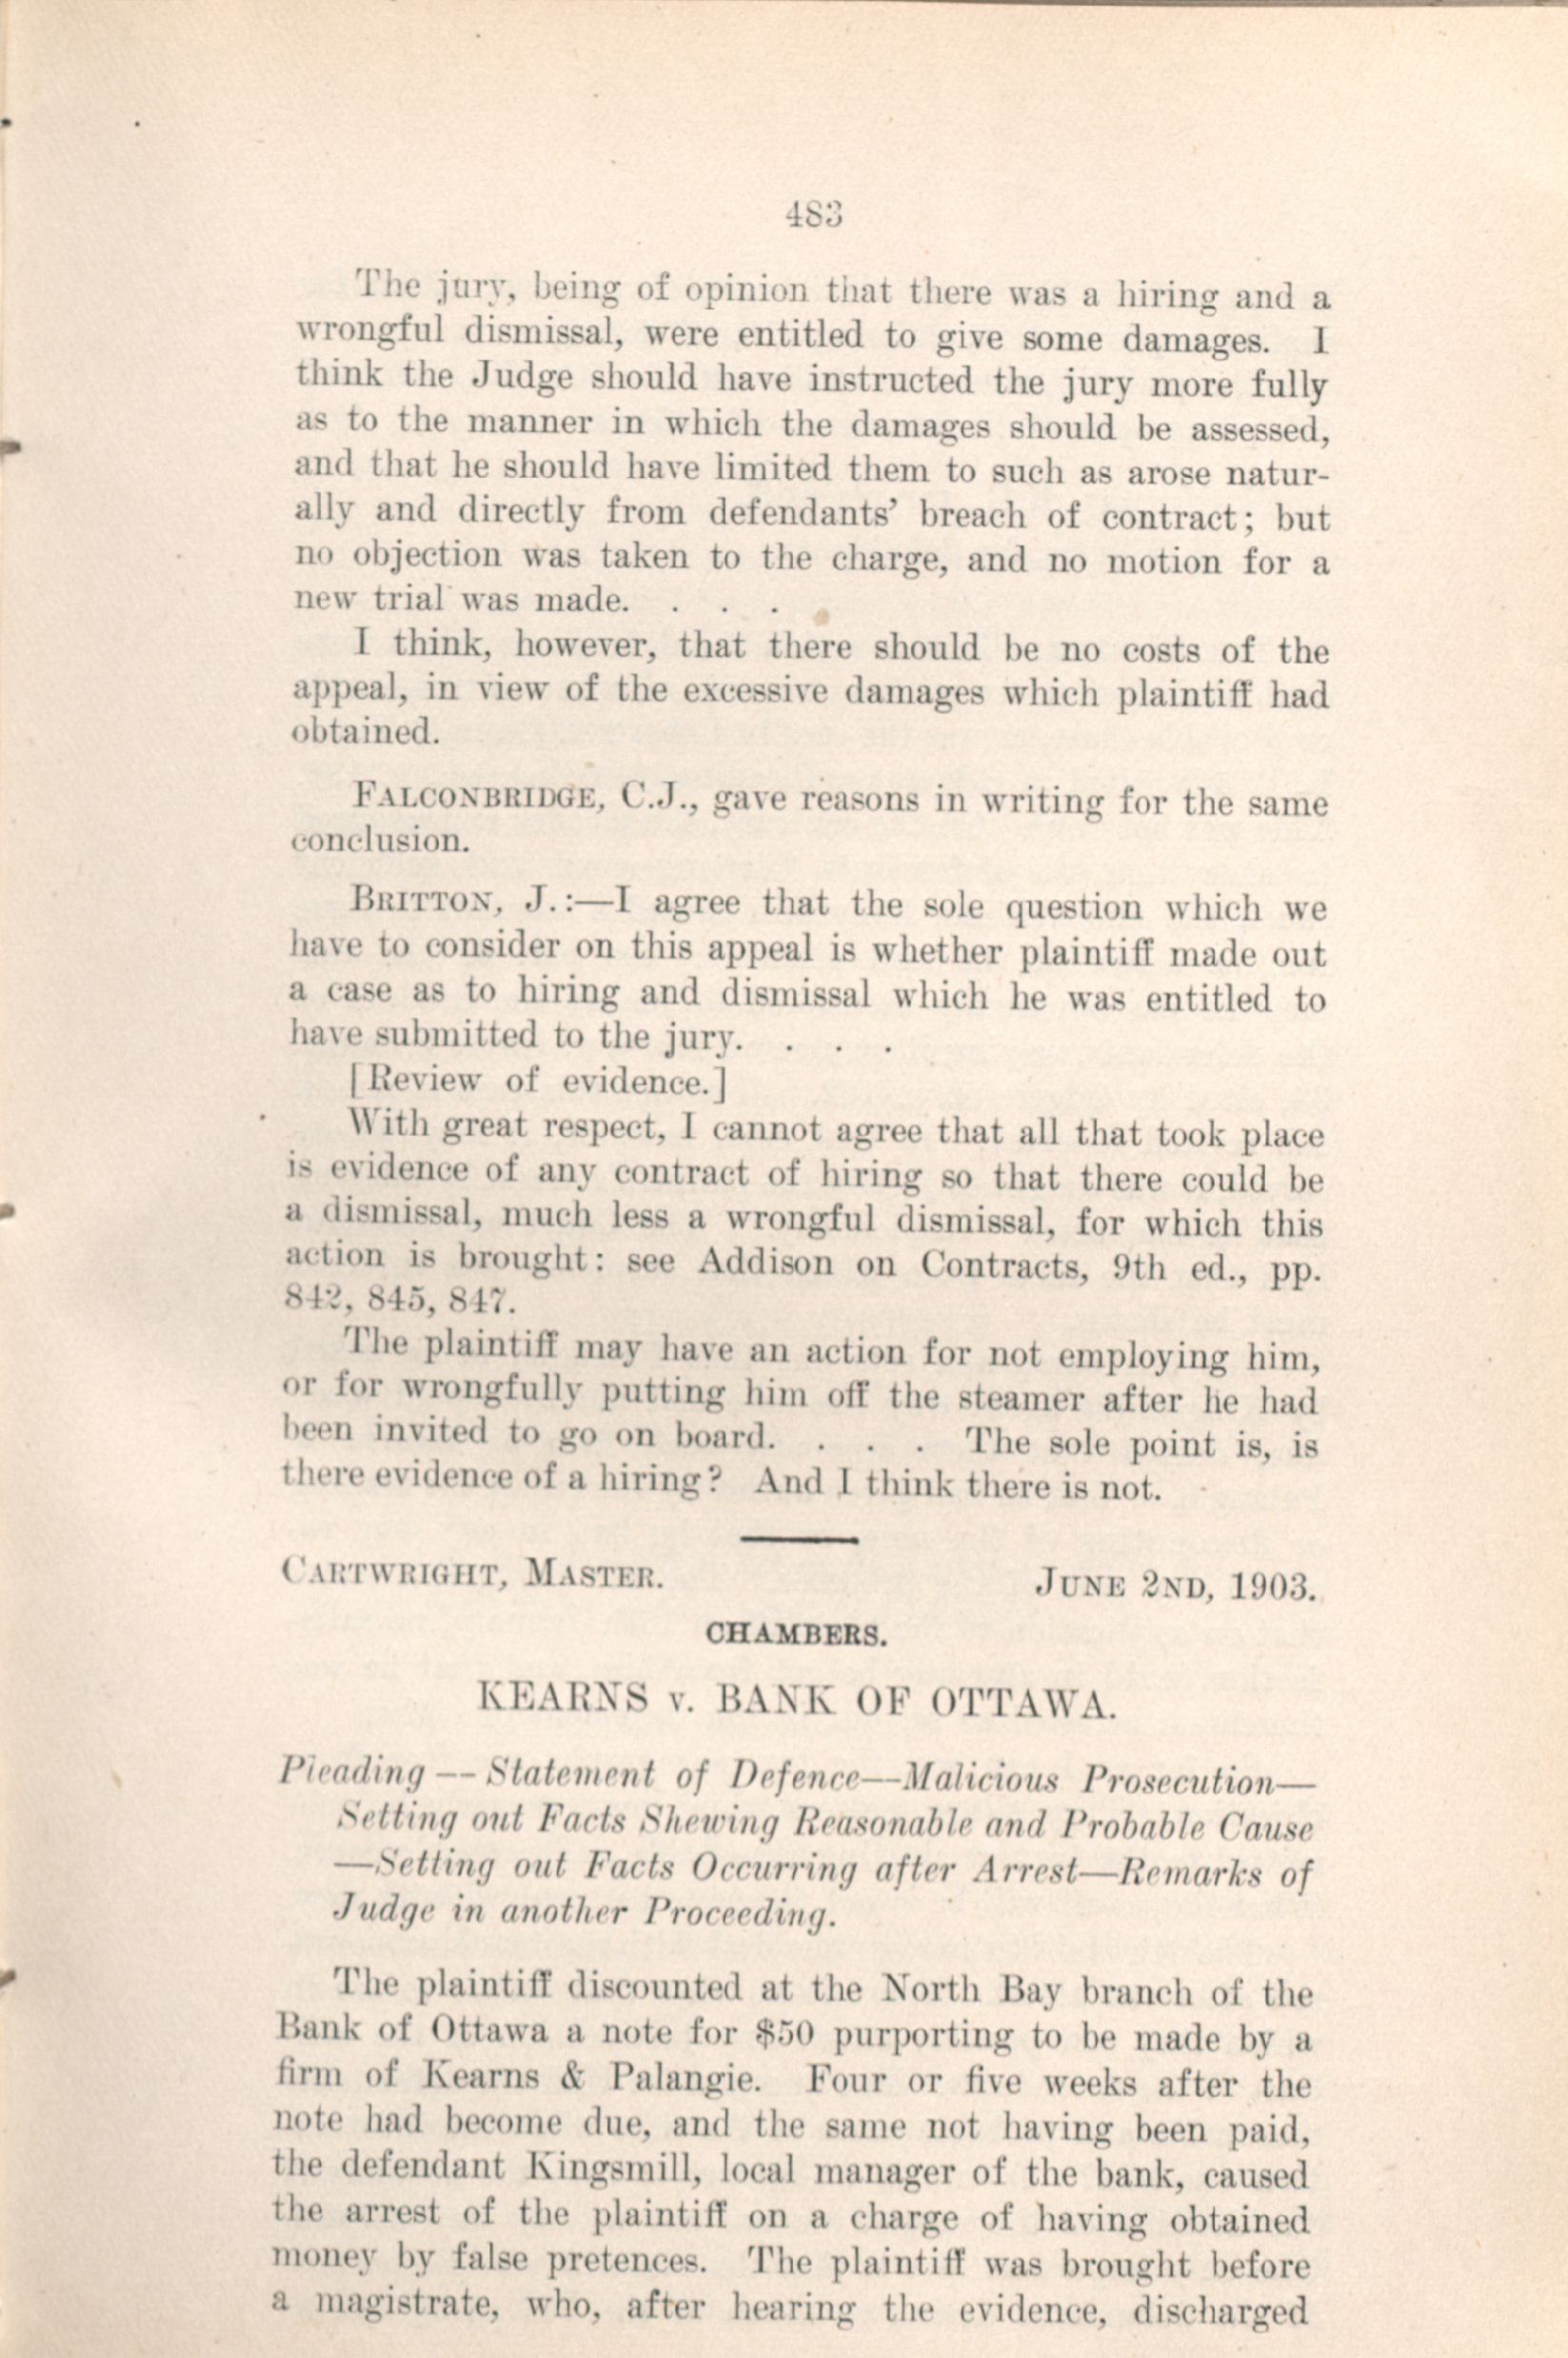 483
The jury, being of opinion that there was a hiring and a
wrongful dismissal, were entitled to give some damages. I
think the Judge should have instructed the jury more fully
as to the manner in which the damages should be assessed,
and that he should have limited them to such as arose natur-
ally and directly from defendants' breach of contract; but
no objection was taken to the charge, and no motion for a
new trial was made. . . .
I think, however, that there should be no costs of the
appeal, in view of the excessive damages which plaintiff had
obtained.
FALCONBRIDGE, C.J., gave reasons in writing for the same
conclusion.
BRITTON, J.:—I agree that the sole question which we
have to consider on this appeal is whether plaintiff made out
a case as to hiring and dismissal which he was entitled to
have submitted to the jury. . . .
[Review of evidence.]
With great respect, I cannot agree that all that took place
is evidence of any contract of hiring so that there could be
a dismissal, much less a wrongful dismissal, for which this
action is brought: see Addison on Contracts, 9th ed., pp.
842, 845, 847.
The plaintiff may have an action for not employing him,
or for wrongfully putting him off the steamer after he had
been invited to go on board. . . . The sole point is, is
there evidence of a hiring? And I think there is not.
CARTWRIGHT, MASTER. JUNE 2ND, 1903.
CHAMBERS.
KEARNS v. BANK OF OTTAWA.
Pleading — Statement of Defence—Malicious Prosecution—
Setting out Facts Shewing Reasonable and Probable Cause
—Setting out Facts Occurring after Arrest—Remarks of
Judge in another Proceeding.
The plaintiff discounted at the North Bay branch of the
Bank of Ottawa a note for $50 purporting to be made by a
firm of Kearns & Palangie. Four or five weeks after the
note had become due, and the same not having been paid,
the defendant Kingsmill, local manager of the bank, caused
the arrest of the plaintiff on a charge of having obtained
money by false pretences. The plaintiff was brought before
a magistrate, who, after hearing the evidence, discharged